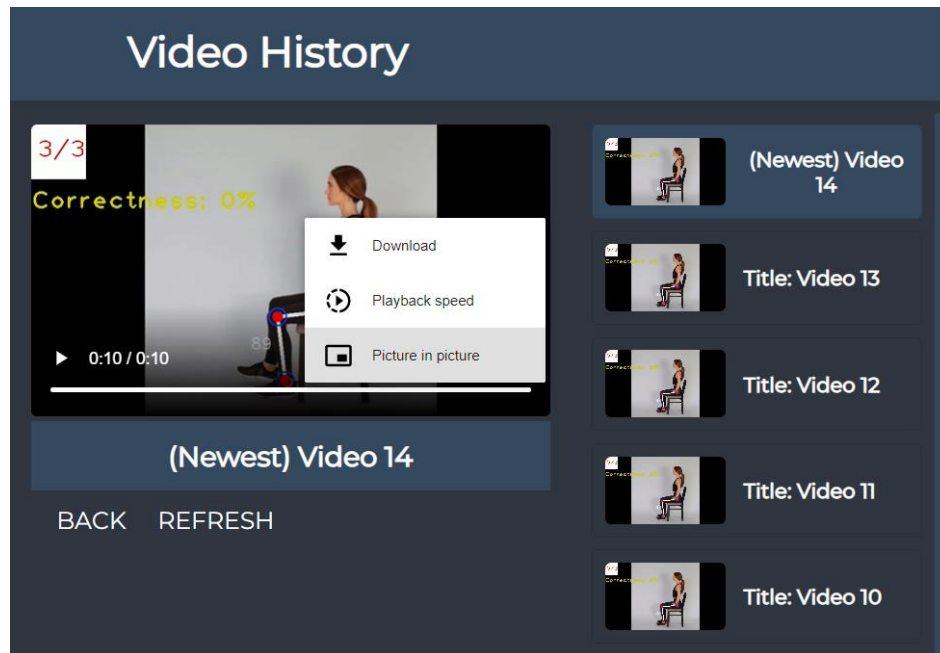 Video History
3/3
Correctness: 0%
Download
Playback speed
Picture in picture
89
0:10 / 0:10
(Newest) Video 14
BACK REFRESH
(Newest) Video
14
Title: Video 13
Title: Video 12
Title: Video 11
Title: Video 10